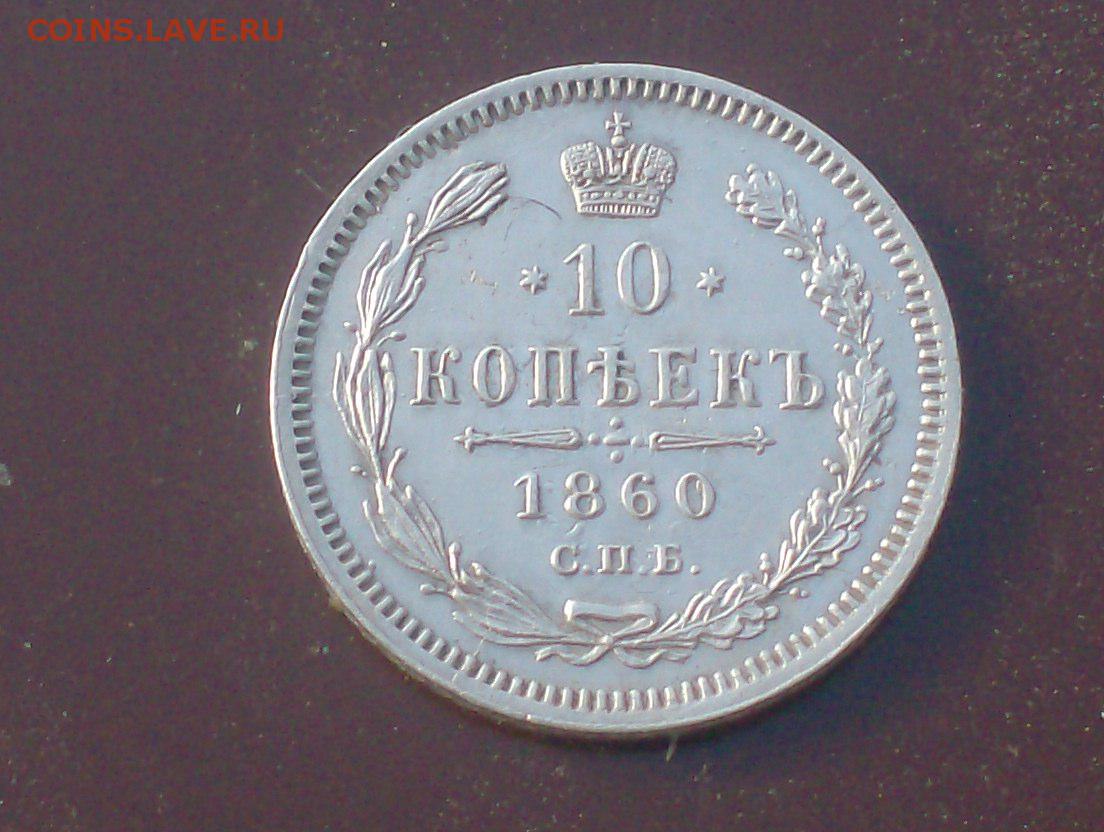 COINS.LAVE.RU
* 10 *
КОПѢЕКЪ
1860
С.П.Б.